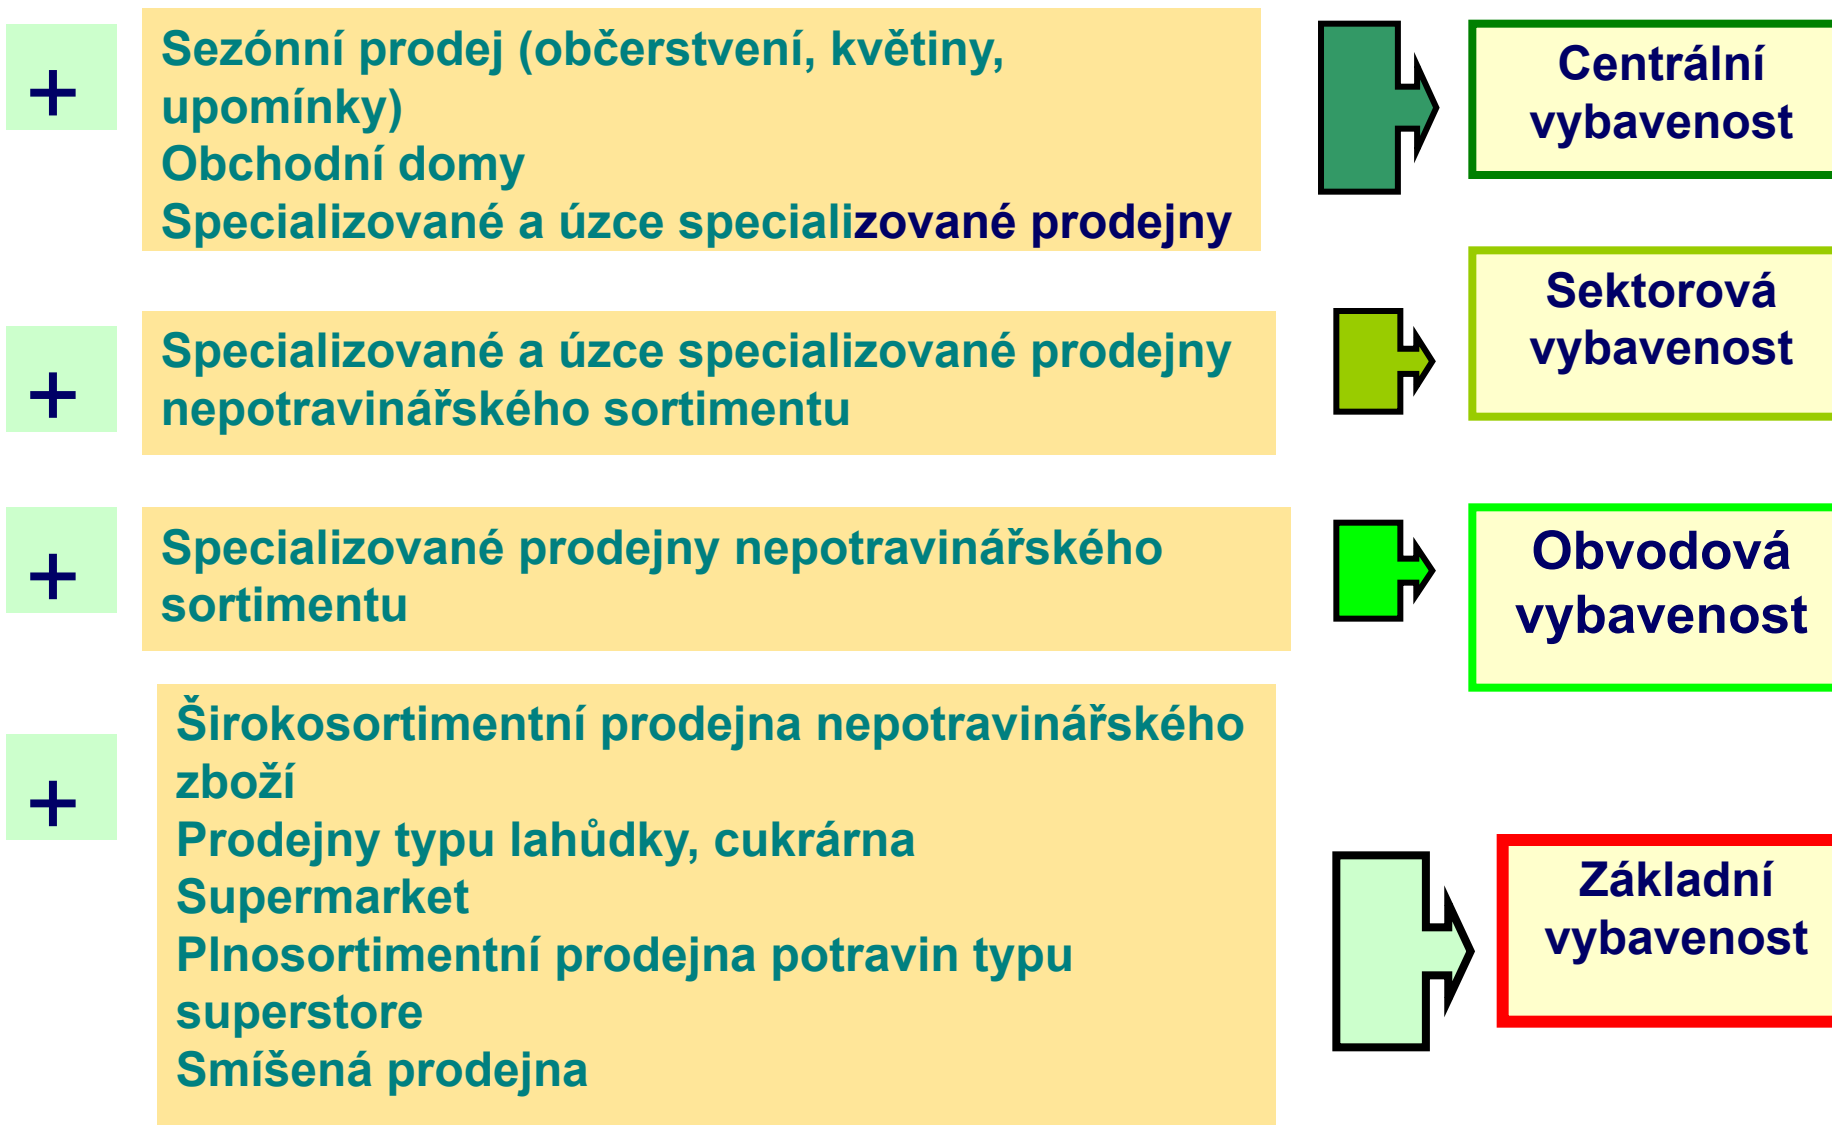 +
Sezónní prodej (občerstvení, květiny,
upomínky)
Obchodní domy
Specializované a úzce specializované prodejny
Centrální
vybavenost
+
Specializované a úzce specializované prodejny
nepotravinářského sortimentu
Sektorová
vybavenost
+
Specializované prodejny nepotravinářského
sortimentu
Obvodová
vybavenost
+
Širokosortimentní prodejna nepotravinářského
zboží
Prodejny typu lahůdky, cukrárna
Supermarket
Plnosortimentní prodejna potravin typu
superstore
Smíšená prodejna
Základní
vybavenost